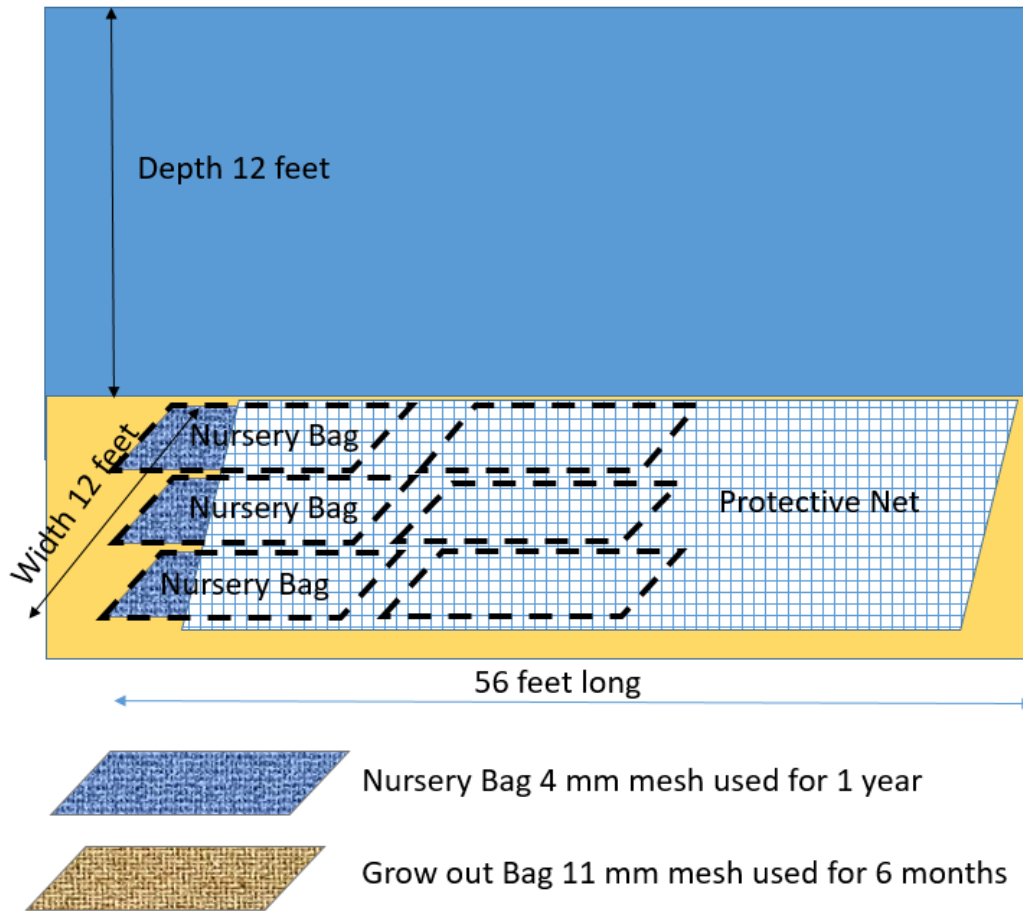 Depth 12 feet
Width 12 feet
Nursery Bag
Nursery Bag
Protective Net
Nursery Bag
56 feet long
Nursery Bag 4 mm mesh used for 1 year
Grow out Bag 11 mm mesh used for 6 months